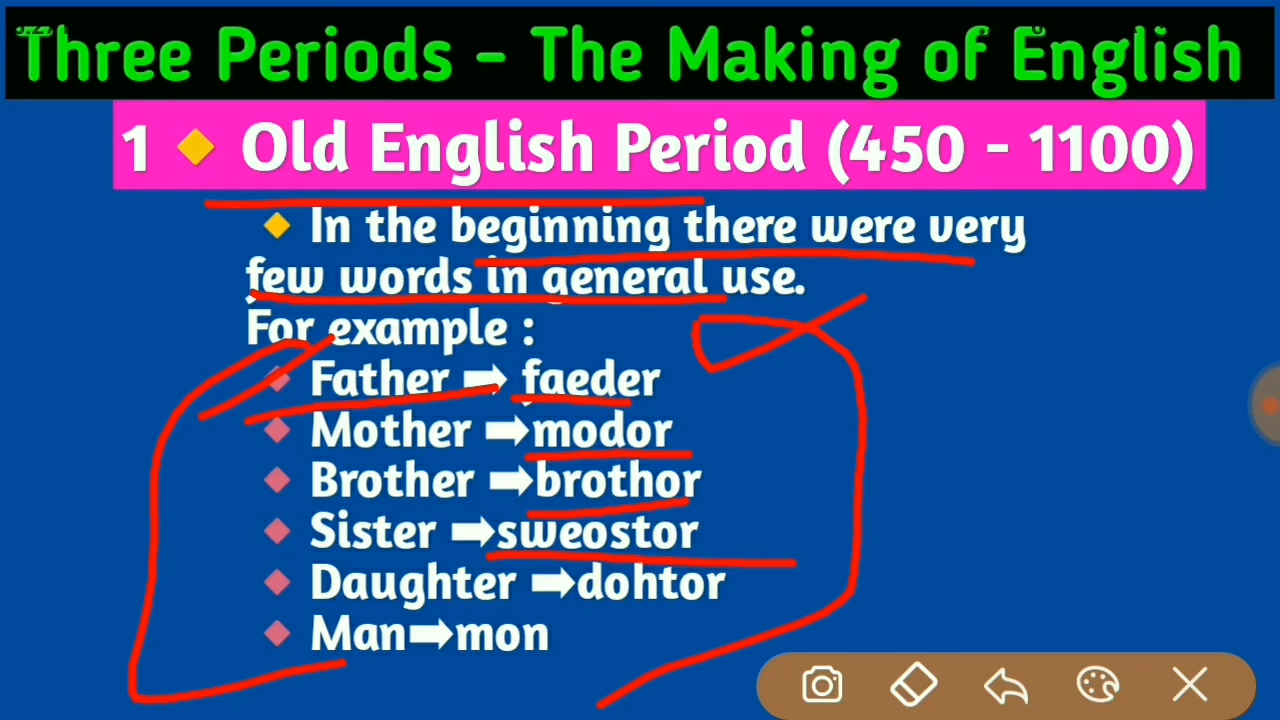 Three Periods - The Making of English
1 🔸 Old English Period (450 - 1100)
🔸 In the beginning there were very
few words in general use.
For example :
Father ➡ faeder
Mother ➡modor
Brother ➡brothor
Sister ➡sweostor
Daughter ➡dohtor
Man➡mon